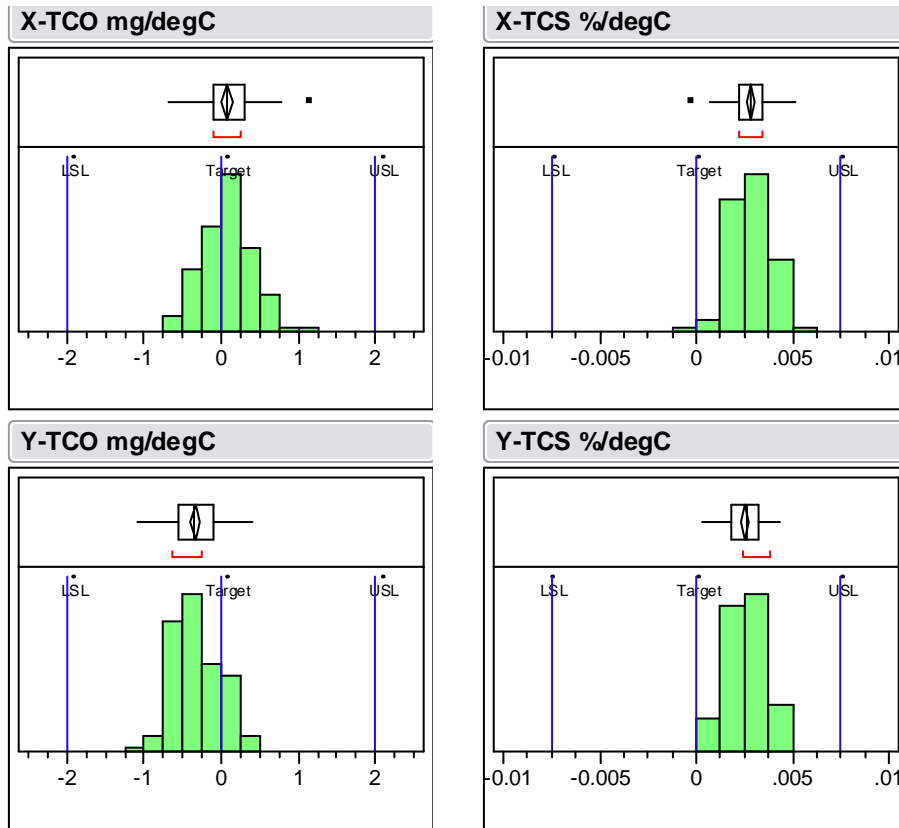 X-TCO mg/degC
LSL Target USL
-2 -1 0 1 2
X-TCS %/degC
LSL Target USL
-0.01 -0.005 0 .005 .01
Y-TCO mg/degC
LSL Target USL
-2 -1 0 1 2
Y-TCS %/degC
LSL Target USL
-0.01 -0.005 0 .005 .01